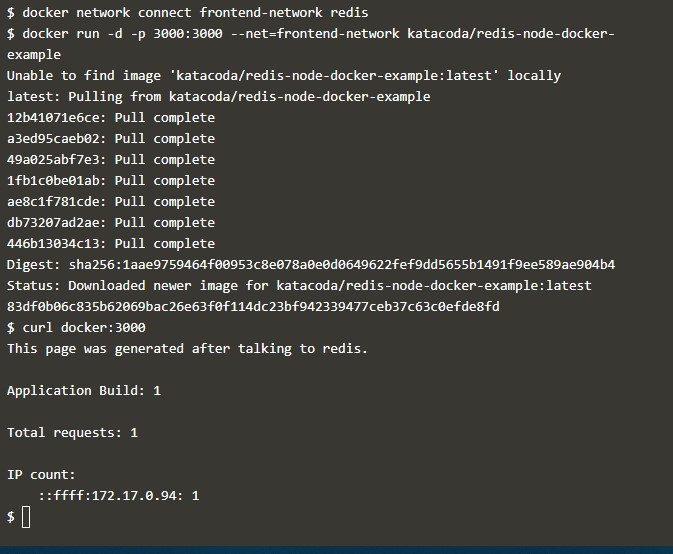 $ docker network connect frontend-network redis
$ docker run -d -p 3000:3000 --net=frontend-network katacoda/redis-node-docker-
example
Unable to find image 'katacoda/redis-node-docker-example:latest' locally
latest: Pulling from katacoda/redis-node-docker-example
12b41071e6ce: Pull complete
a3ed95caeb02: Pull complete
49a025abf7e3: Pull complete
1fb1c0be01ab: Pull complete
ae8c1f781cde: Pull complete
db73207ad2ae: Pull complete
446b13034c13: Pull complete
Digest: sha256:1aae9759464f00953c8e078a0e0d0649622fef9dd5655b1491f9ee589ae904b4
Status: Downloaded newer image for katacoda/redis-node-docker-example:latest
83df0b06c835b62069bac26e63f0f114dc23bf942339477ceb37c63c0efde8fd
$ curl docker:3000
This page was generated after talking to redis.
Application Build: 1
Total requests: 1
IP count:
::ffff:172.17.0.94: 1
$